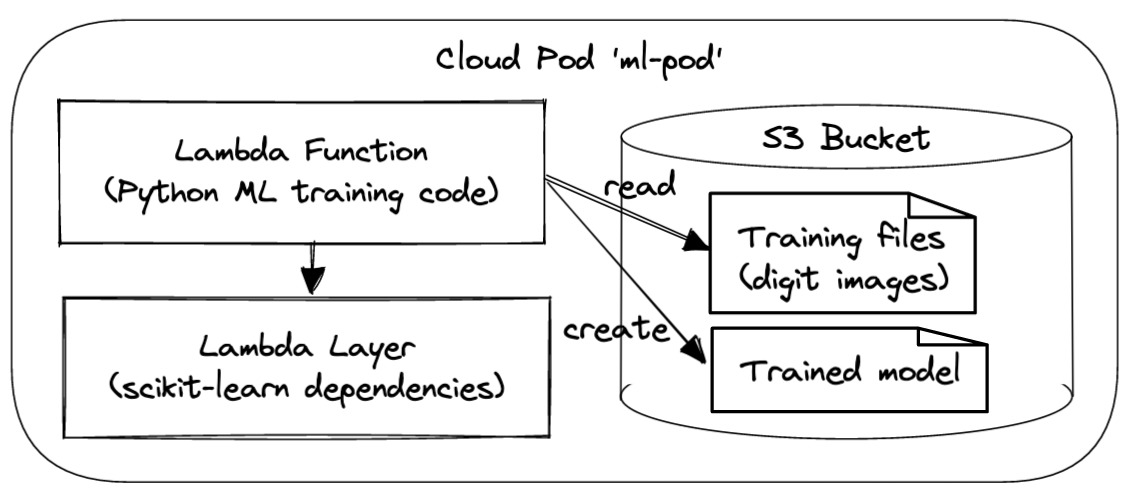 Cloud Pod 'ml-pod'
Lambda Function
(Python ML training code)
Lambda Layer
(scikit-learn dependencies)
read
create
S3 Bucket
Training files
(digit images)
Trained model